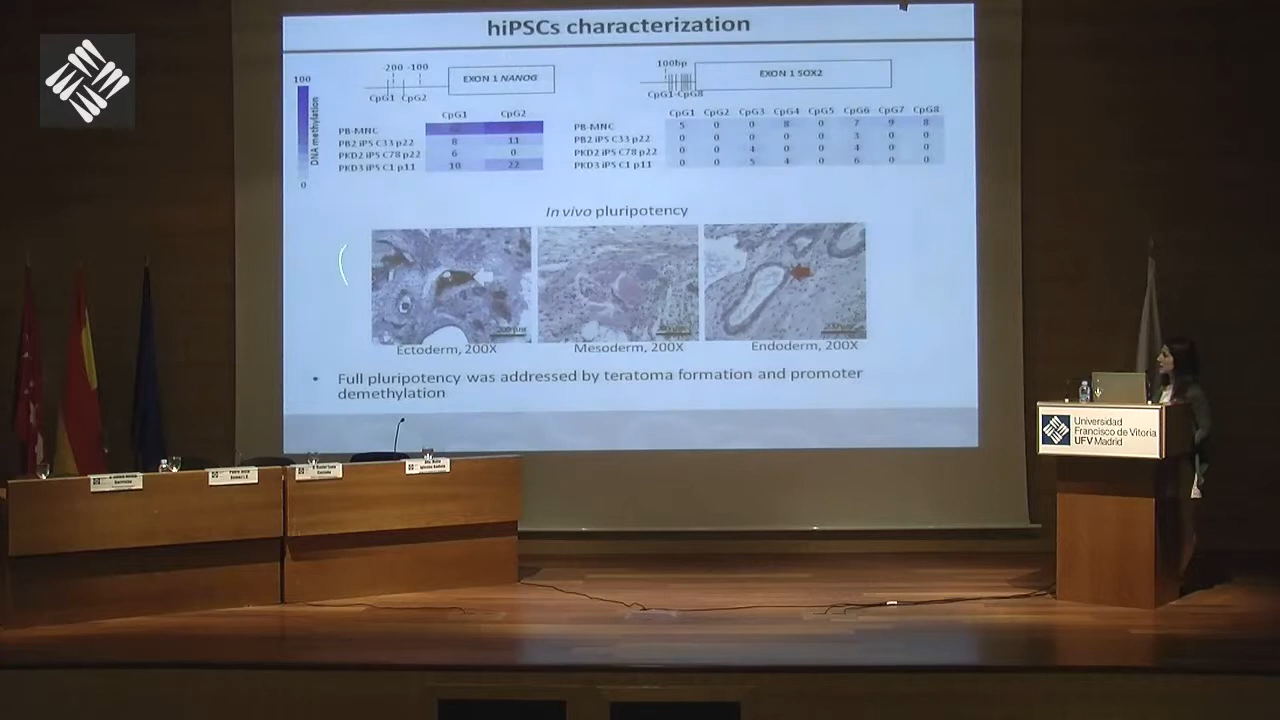 hiPSCs characterization
100
DNA methylation
0
-200 -100
EXON 1 NANOG
CpG1 CpG2
CpG1 CpG2
PB-MNC
PB2 iPS C33 p22 8 11
PKD2 iPS C78 p22 6 0
PKD3 iPS C1 p11 10 22
100bp
EXON 1 SOX2
CpG1-CpG8
CpG1 CpG2 CpG3 CpG4 CpG5 CpG6 CpG7 CpG8
PB-MNC 5 0 0 8 0 7 9 8
PB2 iPS C33 p22 0 0 0 0 0 3 0 0
PKD2 iPS C78 p22 0 0 4 0 0 4 0 0
PKD3 iPS C1 p11 0 0 5 4 0 6 0 0
In vivo pluripotency
200 µm
Ectoderm, 200X
Mesoderm, 200X
Endoderm, 200X
• Full pluripotency was addressed by teratoma formation and promoter
demethylation
Universidad
Francisco de Vitoria
UFV Madrid